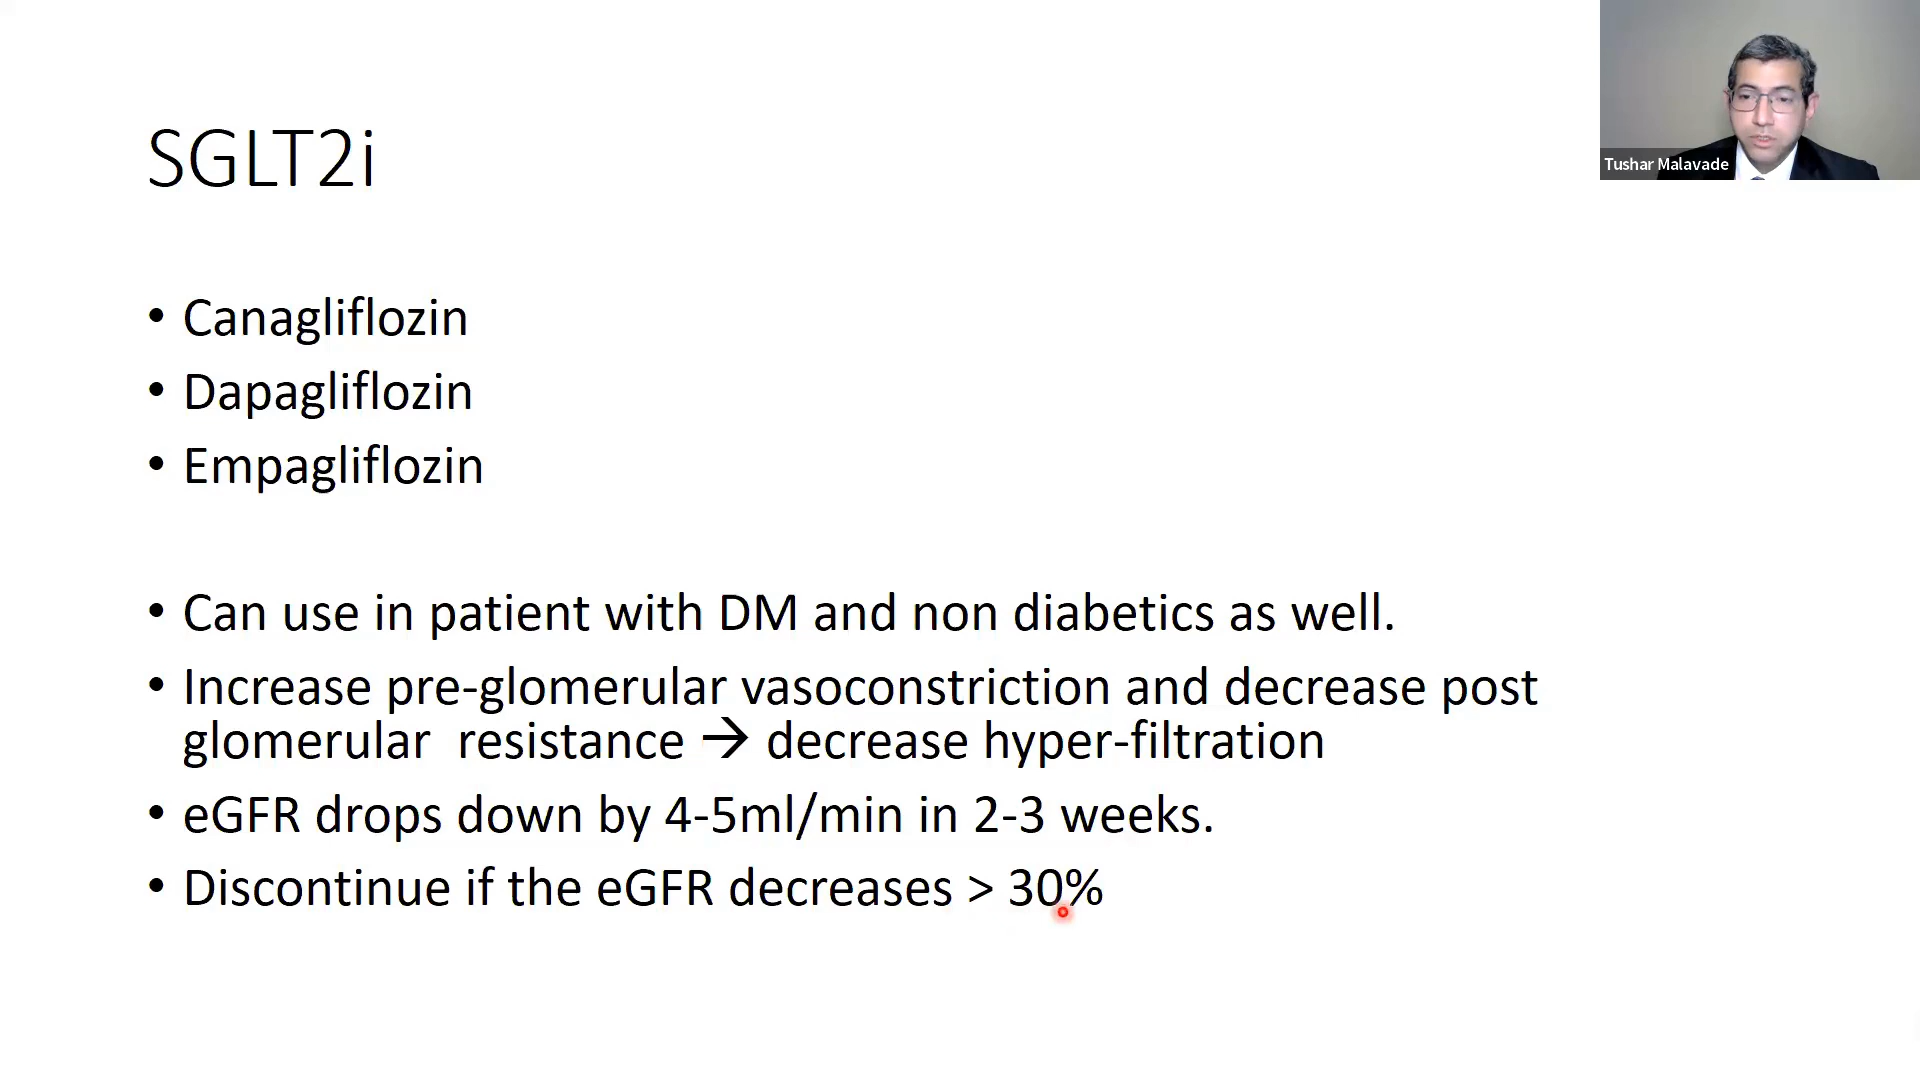 SGLT2i
Tushar Malavade
• Canagliflozin
• Dapagliflozin
• Empagliflozin
• Can use in patient with DM and non diabetics as well.
• Increase pre-glomerular vasoconstriction and decrease post
glomerular resistance → decrease hyper-filtration
• eGFR drops down by 4-5ml/min in 2-3 weeks.
• Discontinue if the eGFR decreases > 30%